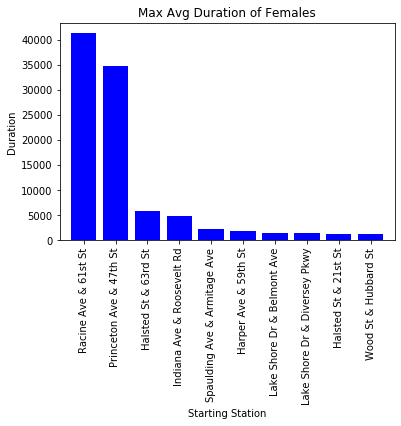 Max Avg Duration of Females
40000
35000
30000
25000
20000
15000
10000
5000
0
Duration
Racine Ave & 61st St
Princeton Ave & 47th St
Halsted St & 63rd St
Indiana Ave & Roosevelt Rd
Spaulding Ave & Armitage Ave
Harper Ave & 59th St
Lake Shore Dr & Belmont Ave
Lake Shore Dr & Diversey Pkwy
Halsted St & 21st St
Wood St & Hubbard St
Starting Station